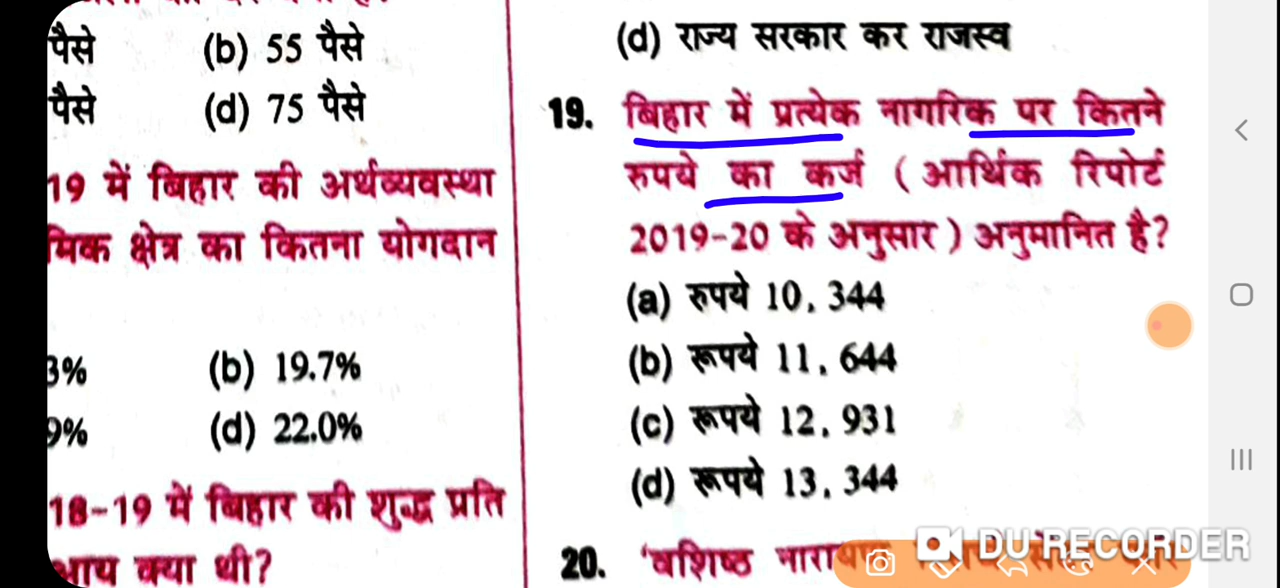 पैसे (b) 55 पैसे
पैसे (d) 75 पैसे
19 में बिहार की अर्थव्यवस्था
मिक क्षेत्र का कितना योगदान
3% (b) 19.7%
9% (d) 22.0%
18-19 में बिहार की शुद्ध प्रति
आय क्या थी?
(d) राज्य सरकार कर राजस्व
19. बिहार में प्रत्येक नागरिक पर कितने
रुपये का कर्ज ( आर्थिक रिपोर्ट
2019-20 के अनुसार ) अनुमानित है?
(a) रुपये 10, 344
(b) रूपये 11, 644
(c) रूपये 12, 931
(d) रूपये 13, 344
20. 'वशिष्ठ
DU RECORDER